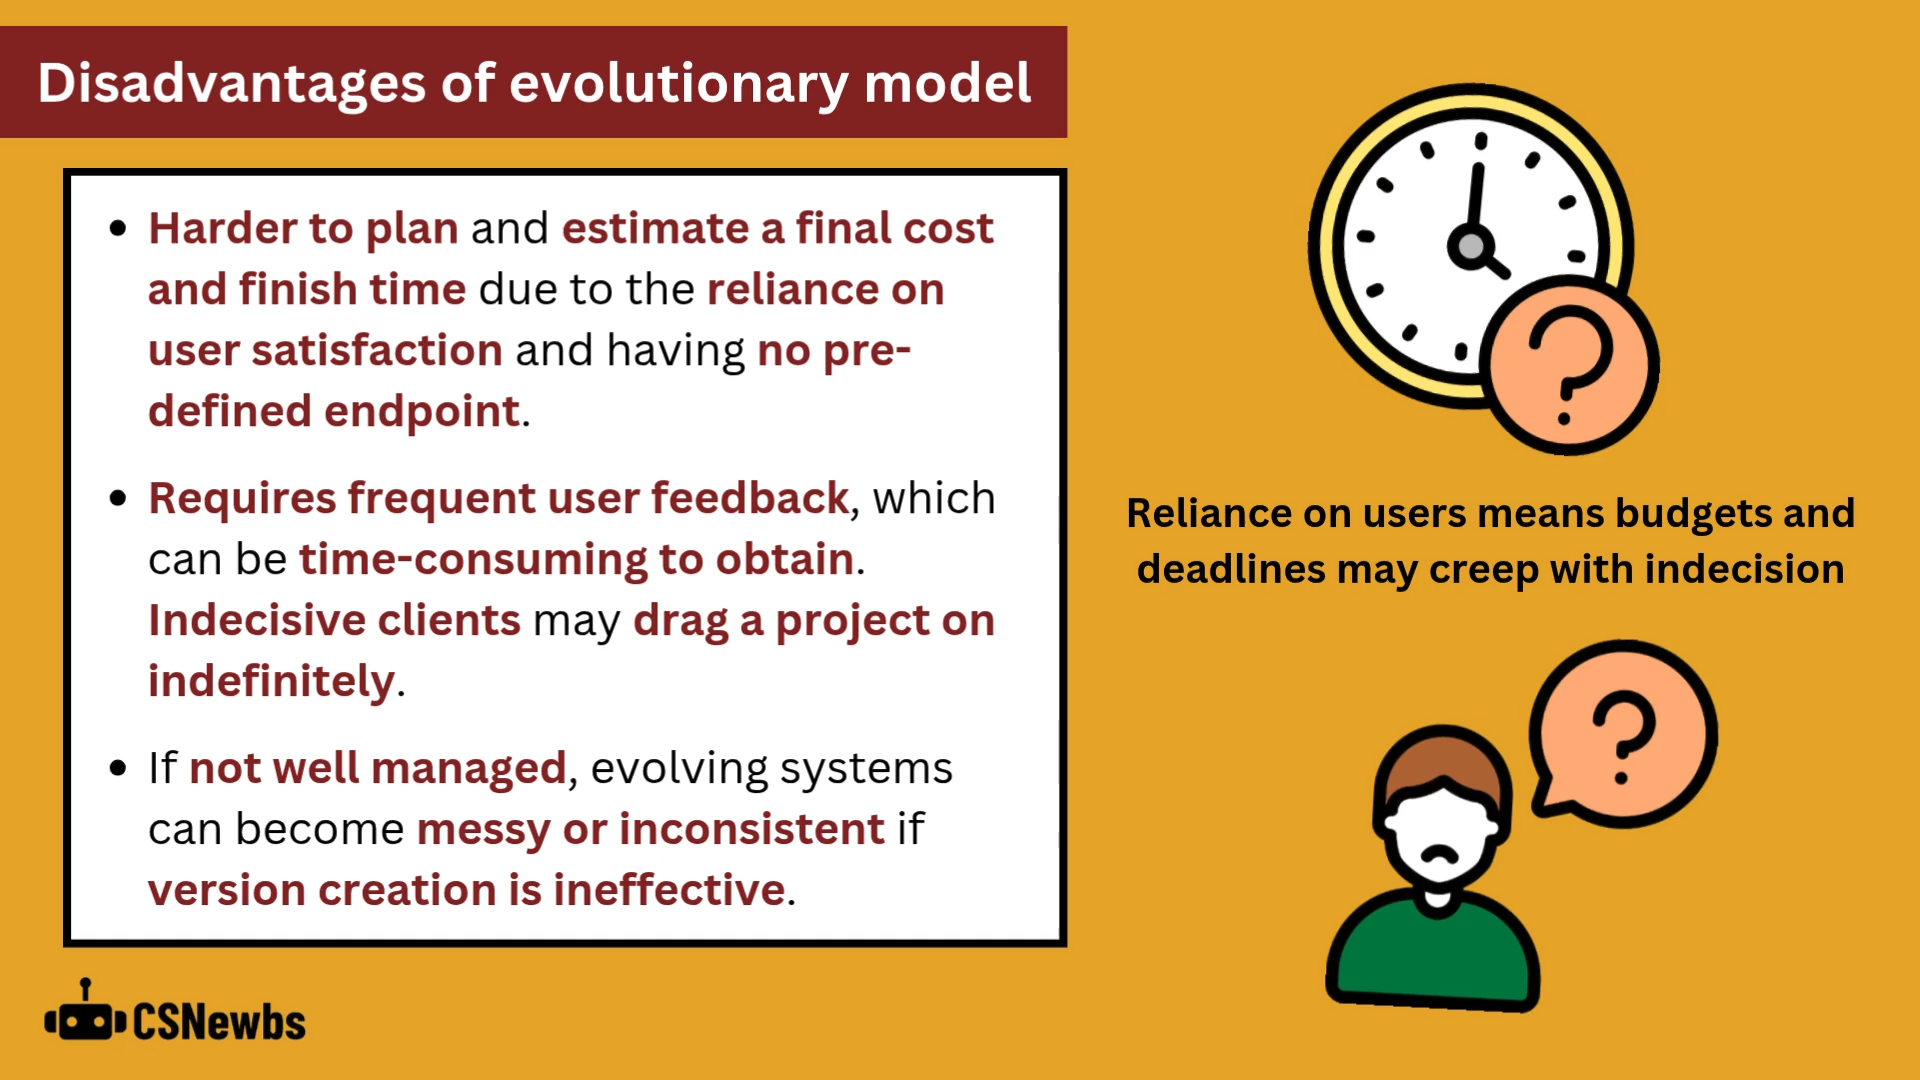 Disadvantages of evolutionary model
• Harder to plan and estimate a final cost
and finish time due to the reliance on
user satisfaction and having no pre-
defined endpoint.
• Requires frequent user feedback, which
can be time-consuming to obtain.
Indecisive clients may drag a project on
indefinitely.
• If not well managed, evolving systems
can become messy or inconsistent if
version creation is ineffective.
?
Reliance on users means budgets and
deadlines may creep with indecision
?
CSNewbs